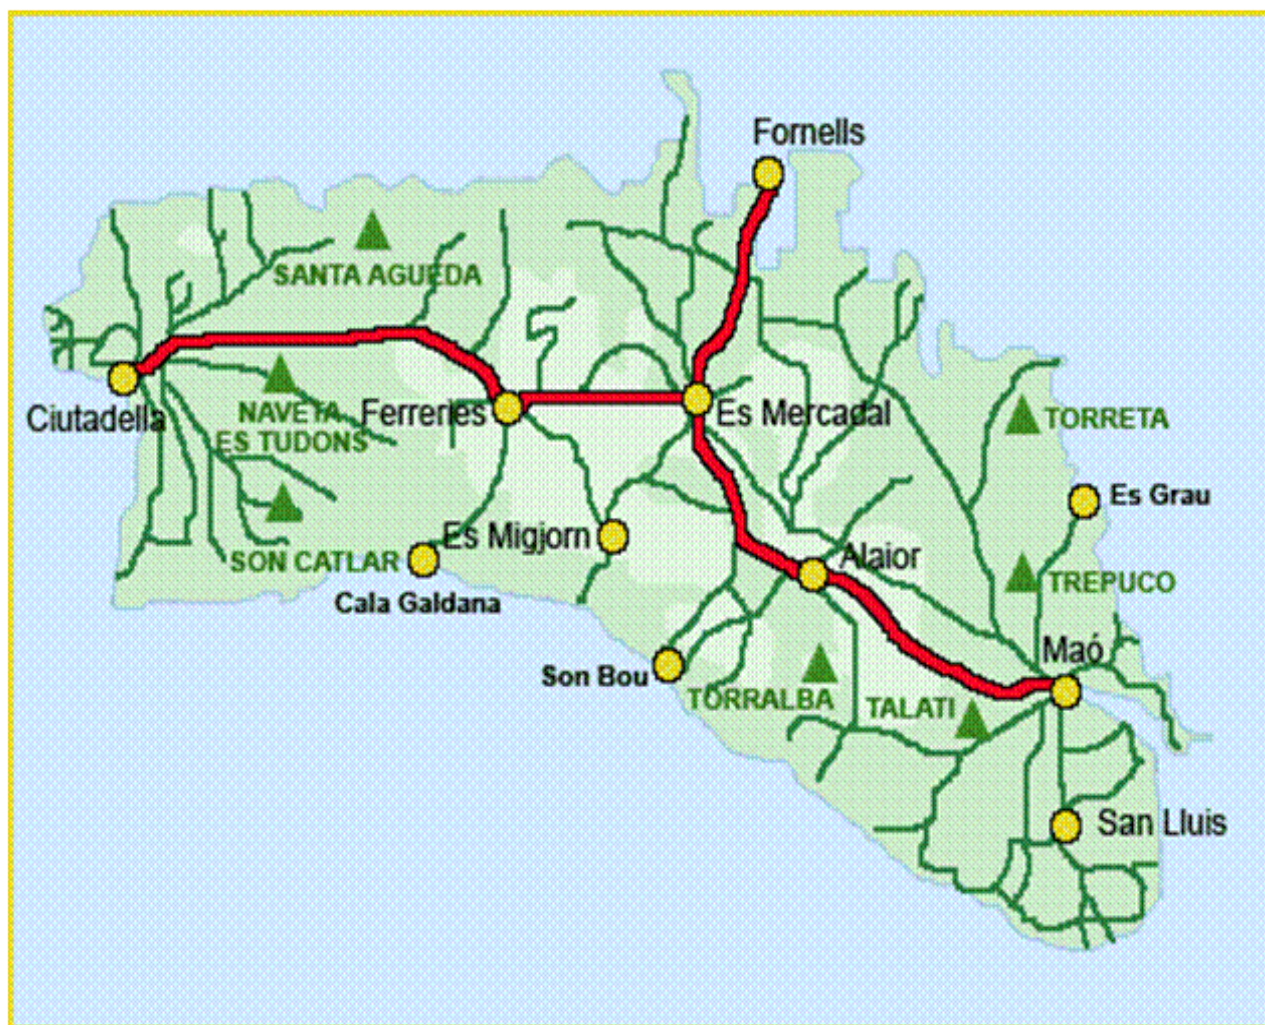 Fornells
SANTA AGUEDA
Ciutadella
NAVETA
ES TUDONS
Ferreries
Es Mercadal
TORRETA
Es Grau
SON CATLAR
Es Migjorn
Alaior
TREPUCO
Cala Galdana
Son Bou
TORRALBA
TALATI
Maó
San Lluis